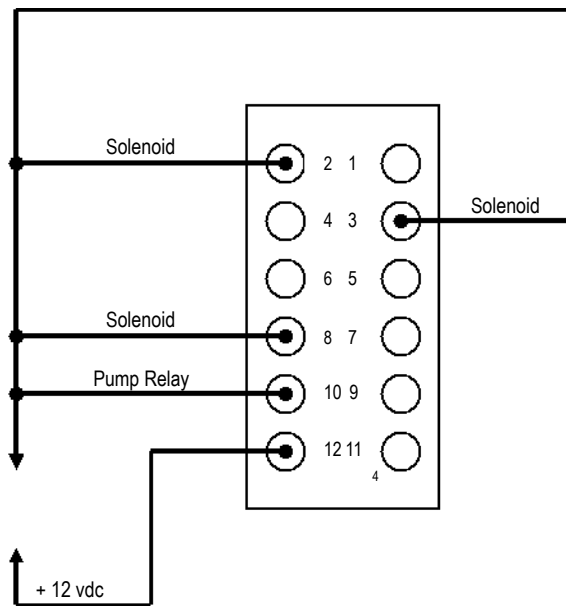 Solenoid
2 1
4 3
Solenoid
6 5
Solenoid
8 7
Pump Relay
10 9
12 11
4
+ 12 vdc